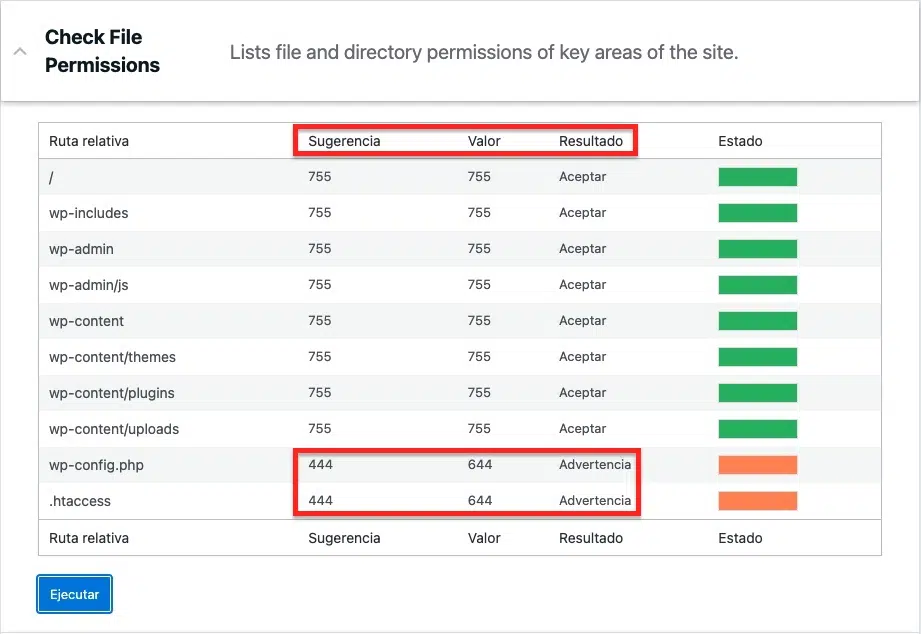 Check File
Permissions
Lists file and directory permissions of key areas of the site.
Ruta relativa Sugerencia Valor Resultado Estado
/ 755 755 Aceptar
wp-includes 755 755 Aceptar
wp-admin 755 755 Aceptar
wp-admin/js 755 755 Aceptar
wp-content 755 755 Aceptar
wp-content/themes 755 755 Aceptar
wp-content/plugins 755 755 Aceptar
wp-content/uploads 755 755 Aceptar
wp-config.php 444 644 Advertencia
.htaccess 444 644 Advertencia
Ruta relativa Sugerencia Valor Resultado Estado
Ejecutar